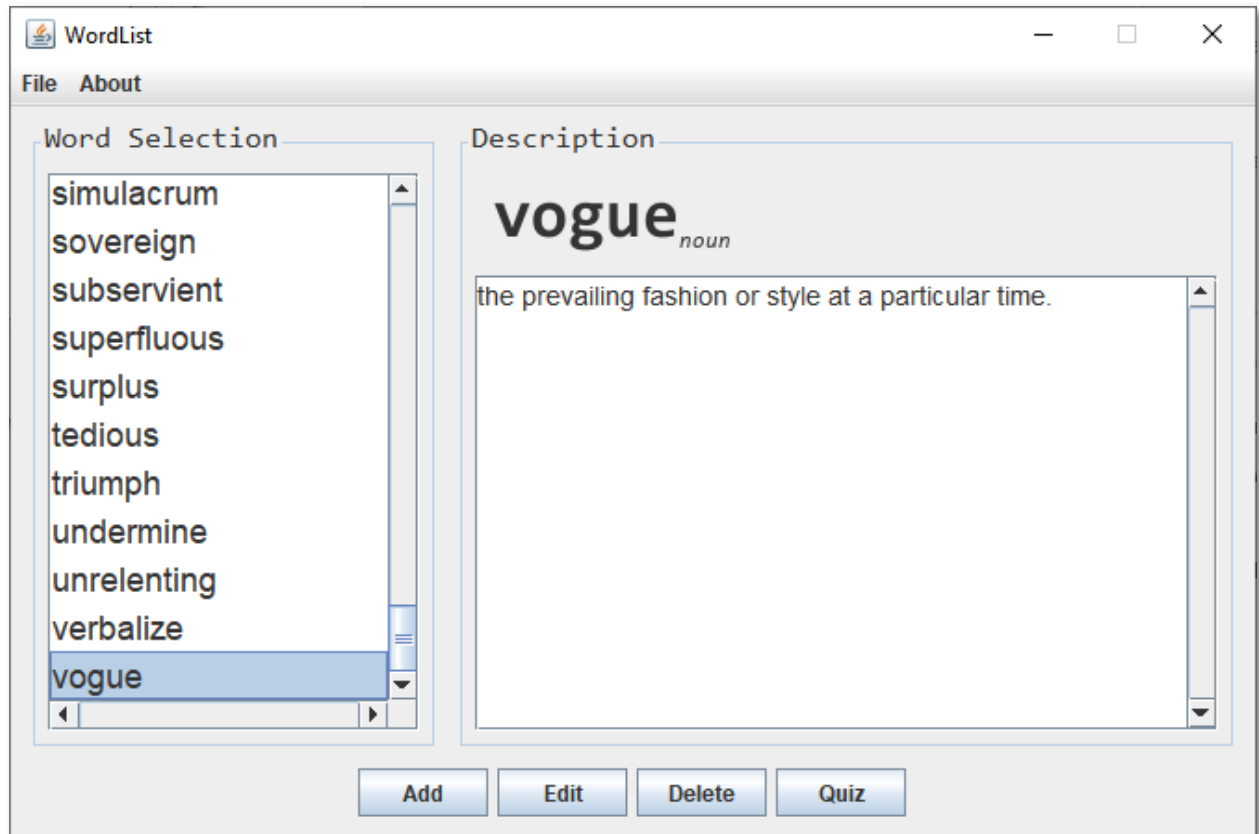 WordList
File About
Word Selection
simulacrum
sovereign
subservient
superfluous
surplus
tedious
triumph
undermine
unrelenting
verbalize
vogue
Description
vogue noun
the prevailing fashion or style at a particular time.
Add Edit Delete Quiz